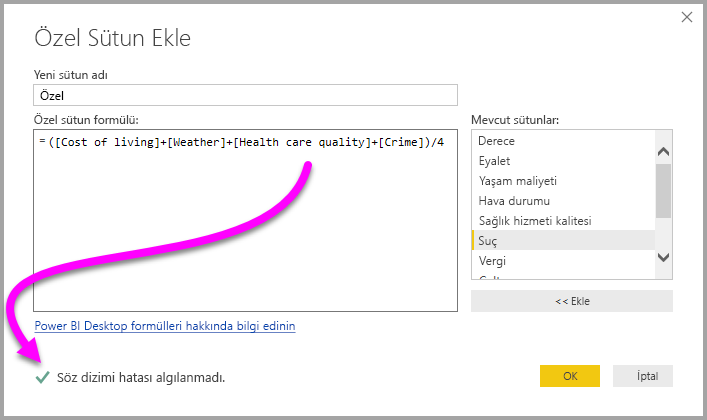 Özel Sütun Ekle
Yeni sütun adı
Özel
Özel sütun formülü:
Mevcut sütunlar:
=([Cost of living]+[Weather]+[Health care quality]+[Crime])/4
Derece
Eyalet
Yaşam maliyeti
Hava durumu
Sağlık hizmeti kalitesi
Suç
Vergi
<< Ekle
Power BI Desktop formülleri hakkında bilgi edinin
Söz dizimi hatası algılanmadı.
OK
İptal